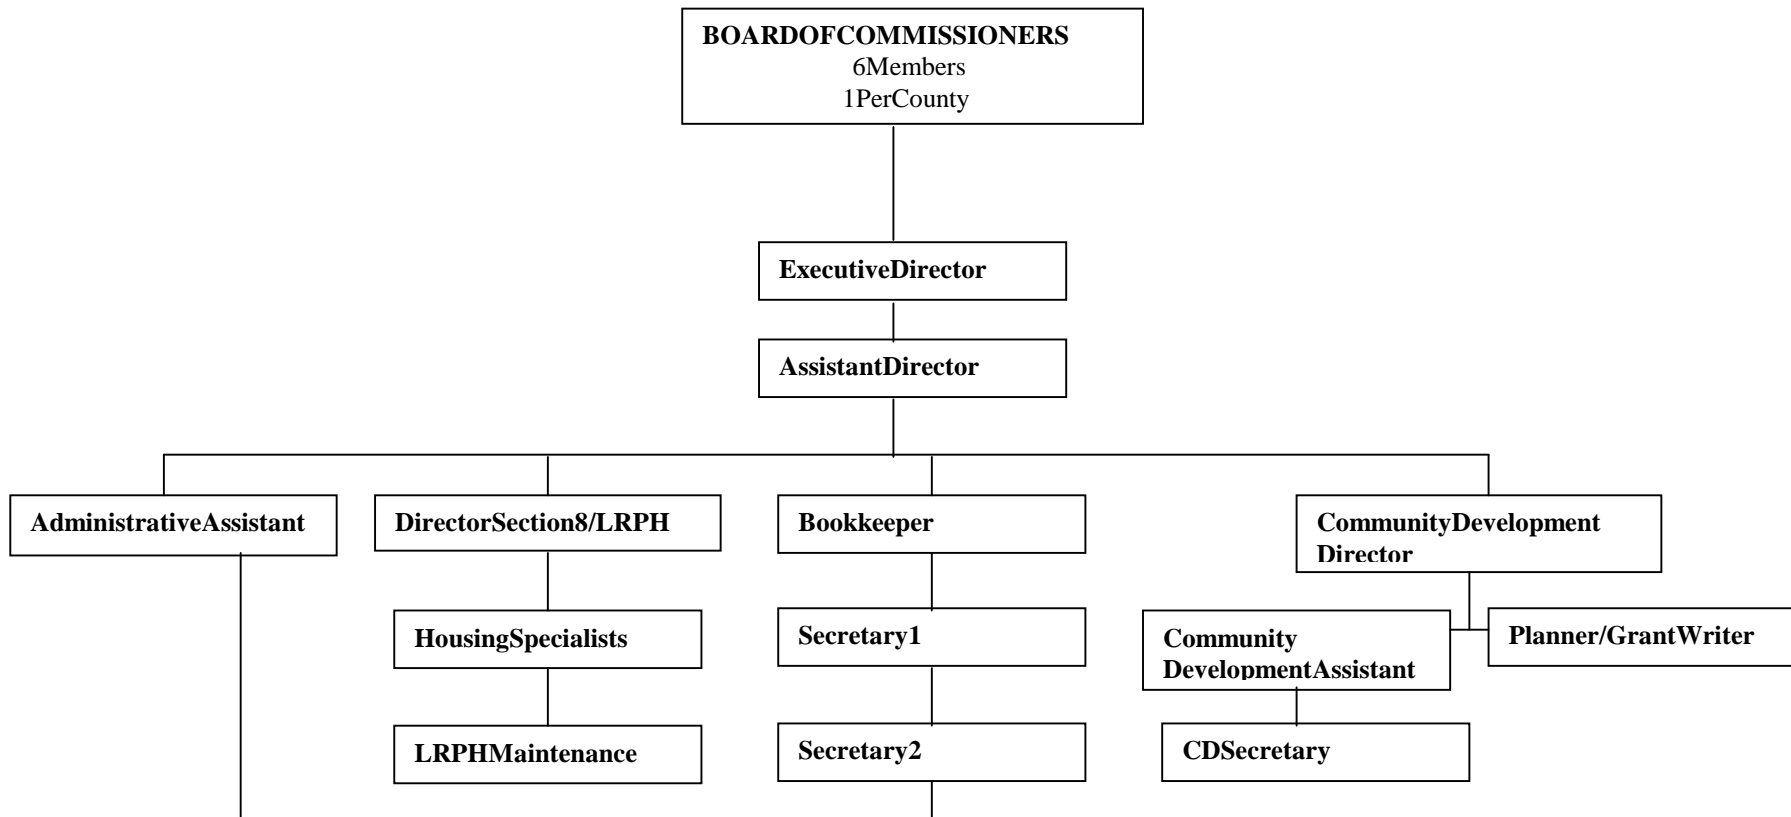 BOARDOFCOMMISSIONERS
6Members
1PerCounty
ExecutiveDirector
AssistantDirector
AdministrativeAssistant
DirectorSection8/LRPH
Bookkeeper
CommunityDevelopment
Director
HousingSpecialists
Secretary1
Community
DevelopmentAssistant
Planner/GrantWriter
LRPHMaintenance
Secretary2
CDSecretary